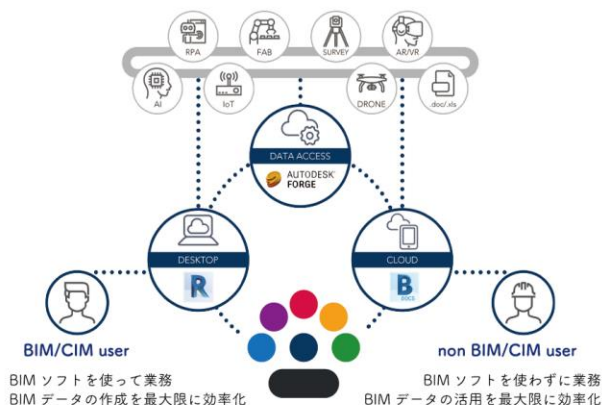 RPA
FAB
SURVEY
AR/VR
AI
IoT
DRONE
.doc/.xls
DATA ACCESS
AUTODESK
FORGE
DESKTOP
CLOUD
R
B
DOCS
BIM/CIM user
non BIM/CIM user
BIM ソフトを使って業務
BIM データの作成を最大限に効率化
BIM ソフトを使わずに業務
BIM データの活用を最大限に効率化